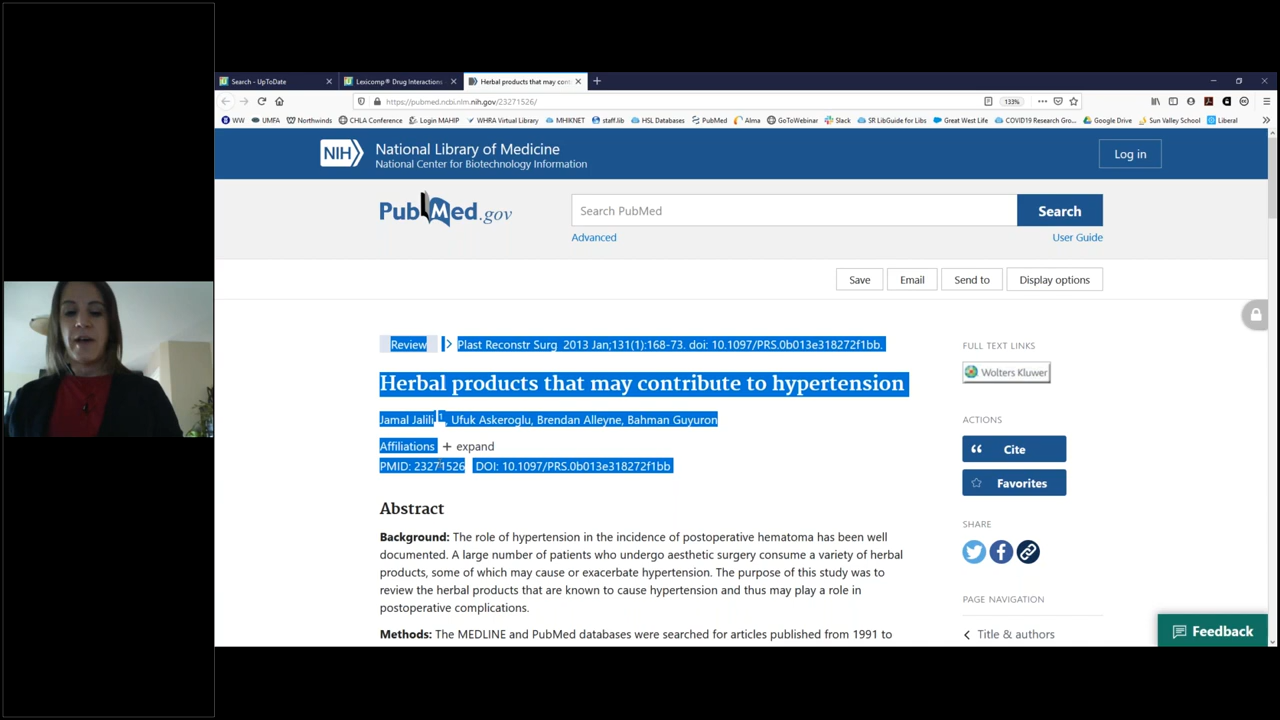 Search - UpToDate
Lexicomp® Drug Interactions
Herbal products that may cont
https://pubmed.ncbi.nlm.nih.gov/23271526/
133%
WW
UMFA
Northwinds
CHLA Conference
Login MAHIP
WHRA Virtual Library
MHIKNET
staff.lib
HSL Databases
PubMed
Alma
GoToWebinar
Slack
SR LibGuide for Libs
Great West Life
COVID19 Research Gro...
Google Drive
Sun Valley School
Liberal
NIH
National Library of Medicine
National Center for Biotechnology Information
Log in
PubMed.gov
Search PubMed
Search
Advanced
User Guide
Save
Email
Send to
Display options
Review > Plast Reconstr Surg 2013 Jan;131(1):168-73. doi: 10.1097/PRS.0b013e318272f1bb.
Herbal products that may contribute to hypertension
Jamal Jalili 1, Ufuk Askeroglu, Brendan Alleyne, Bahman Guyuron
Affiliations + expand
PMID: 23271526 DOI: 10.1097/PRS.0b013e318272f1bb
Abstract
Background: The role of hypertension in the incidence of postoperative hematoma has been well
documented. A large number of patients who undergo aesthetic surgery consume a variety of herbal
products, some of which may cause or exacerbate hypertension. The purpose of this study was to
review the herbal products that are known to cause hypertension and thus may play a role in
postoperative complications.
Methods: The MEDLINE and PubMed databases were searched for articles published from 1991 to
FULL TEXT LINKS
Wolters Kluwer
ACTIONS
Cite
Favorites
SHARE
PAGE NAVIGATION
Title & authors
Feedback